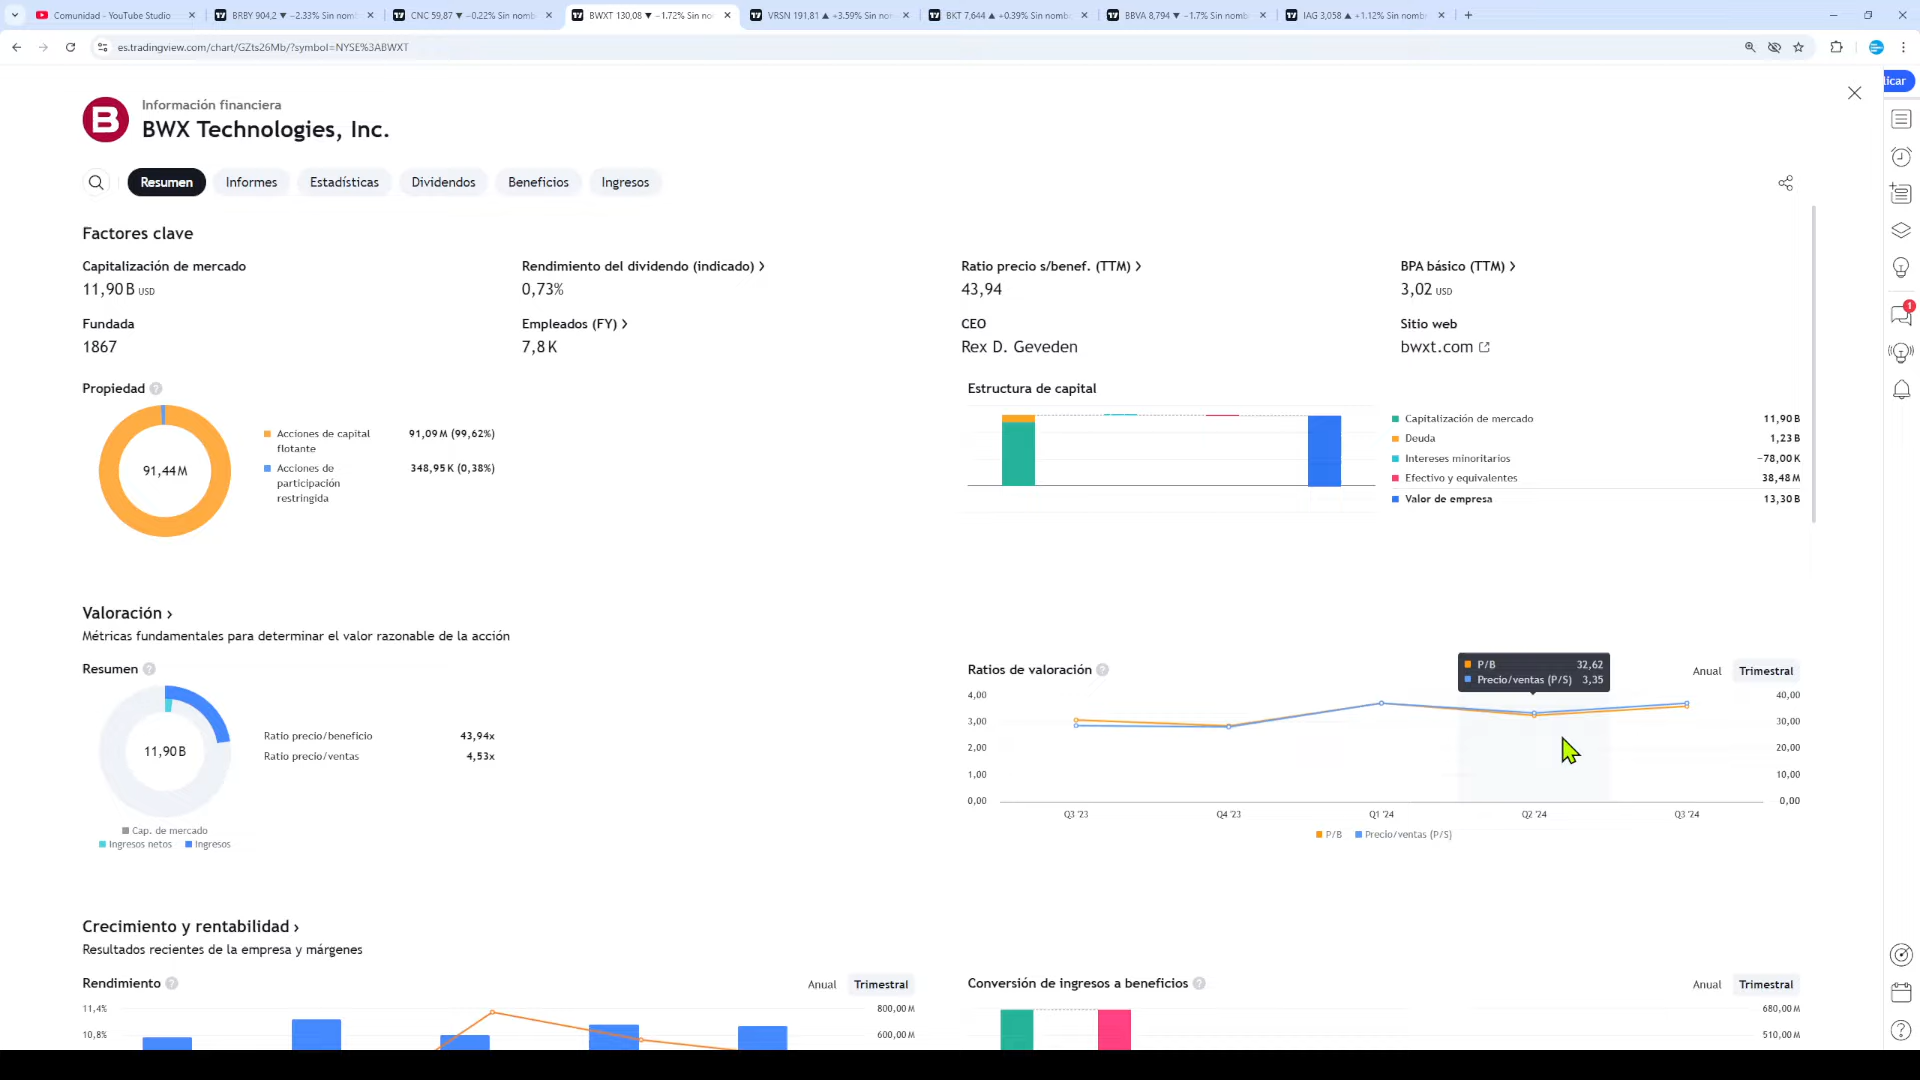 Comunidad - YouTube Studio
BRBY 904,2 ▼ −2.33% Sin nomb
CNC 59,87 ▼ −0.22% Sin nomb
BWXT 130,08 ▼ −1.72% Sin no
VRSN 191,81 ▲ +3.59% Sin nom
BKT 7,644 ▲ +0.39% Sin nomb
BBVA 8,794 ▼ −1.7% Sin nomb
IAG 3,058 ▲ +1.12% Sin nomb
es.tradingview.com/chart/GZts26Mb/?symbol=NYSE%3ABWXT
icar
B
Información financiera
BWX Technologies, Inc.
Resumen
Informes
Estadísticas
Dividendos
Beneficios
Ingresos
Factores clave
Capitalización de mercado
11,90 B USD
Rendimiento del dividendo (indicado)
0,73%
Ratio precio s/benef. (TTM)
43,94
BPA básico (TTM)
3,02 USD
Fundada
1867
Empleados (FY)
7,8 K
CEO
Rex D. Geveden
Sitio web
bwxt.com
1
Propiedad ?
91,44 M
Acciones de capital flotante 91,09 M (99,62%)
Acciones de participación restringida 348,95 K (0,38%)
Estructura de capital
Capitalización de mercado 11,90 B
Deuda 1,23 B
Intereses minoritarios −78,00 K
Efectivo y equivalentes 38,48 M
Valor de empresa 13,30 B
Valoración
Métricas fundamentales para determinar el valor razonable de la acción
Resumen ?
11,90 B
Ratio precio/beneficio 43,94x
Ratio precio/ventas 4,53x
Cap. de mercado
Ingresos netos Ingresos
Ratios de valoración ?
P/B 32,62
Precio/ventas (P/S) 3,35
Anual Trimestral
4,00 40,00
3,00 30,00
2,00 20,00
1,00 10,00
0,00 0,00
Q3 '23 Q4 '23 Q1 '24 Q2 '24 Q3 '24
P/B Precio/ventas (P/S)
Crecimiento y rentabilidad
Resultados recientes de la empresa y márgenes
Rendimiento ?
Anual Trimestral
11,4% 800,00 M
10,8% 600,00 M
Conversión de ingresos a beneficios ?
Anual Trimestral
680,00 M
510,00 M